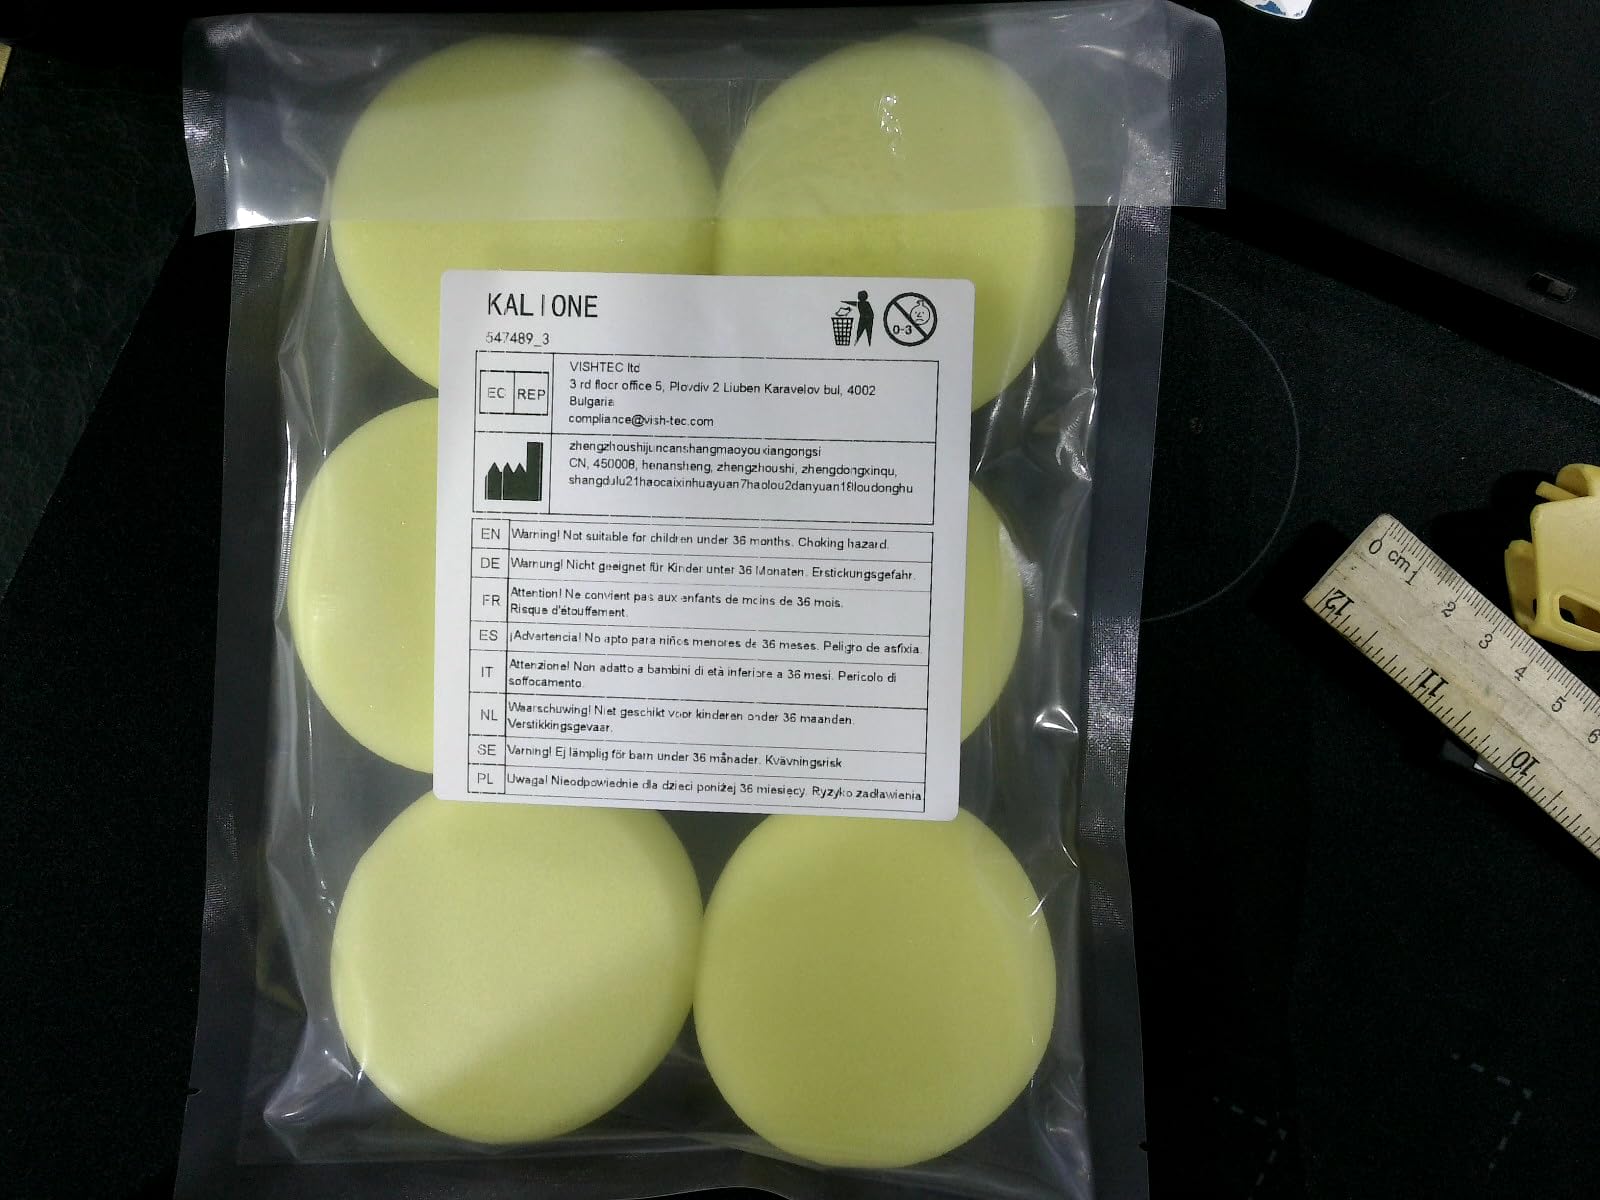 KALIONE
547489_3
0-3
EC REP
VISHTEC ltd
3 rd floor office 5, Plovdiv 2 Liuben Karavelov bul, 4002
Bulgaria
compliance@vish-tec.com
zhengzhoushijuncanshangmaoyouxiangongsi
CN, 450008, henansheng, zhengzhoushi, zhengdongxinqu,
shangdulu21haocaixinhuayuan7haolou2danyuan18loudonghu
EN Warning! Not suitable for children under 36 months. Choking hazard.
DE Warnung! Nicht geeignet für Kinder unter 36 Monaten. Erstickungsgefahr.
FR Attention! Ne convient pas aux enfants de moins de 36 mois.
Risque d'étouffement.
ES ¡Advertencia! No apto para niños menores de 36 meses. Peligro de asfixia.
IT Attenzione! Non adatto a bambini di età inferiore a 36 mesi. Pericolo di
soffocamento.
NL Waarschuwing! Niet geschikt voor kinderen onder 36 maanden.
Verstikkingsgevaar.
SE Varning! Ej lämplig för barn under 36 månader. Kvävningsrisk
PL Uwaga! Nieodpowiednie dla dzieci poniżej 36 miesięcy. Ryzyko zadławienia
0 cm 1 2 3 4 5 6
12 11 10